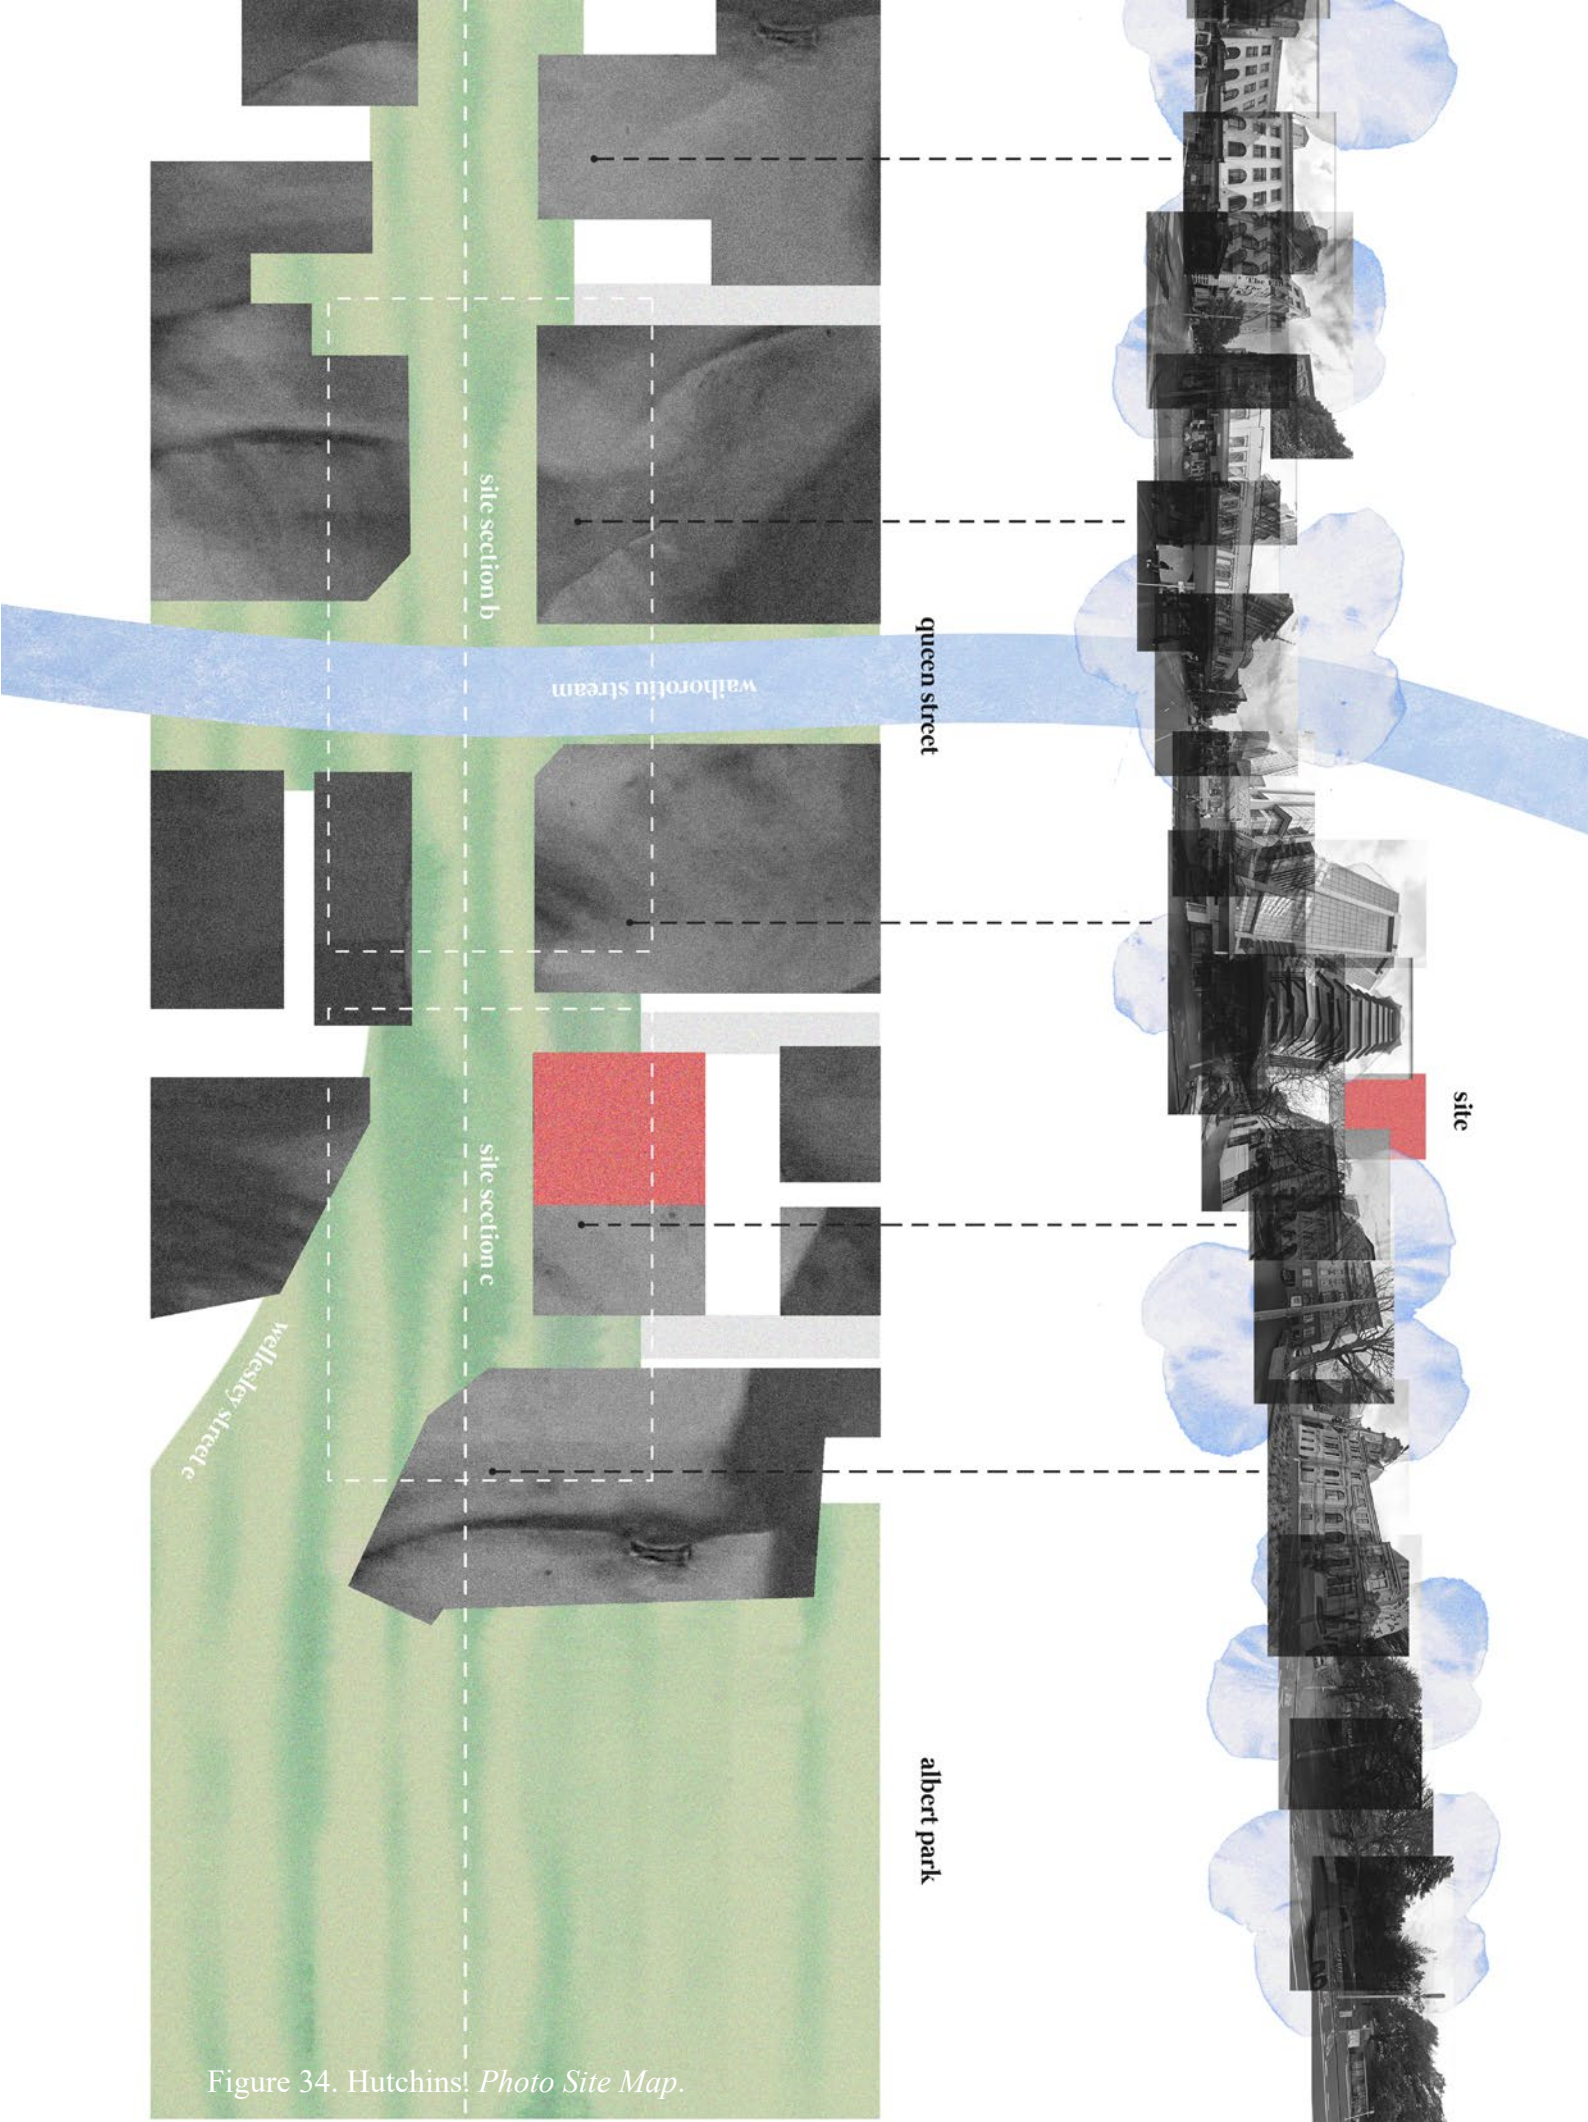 site section b
waihorotiu stream
queen street
site
site section c
wellesley street e
albert park
Figure 34. Hutchins. Photo Site Map.